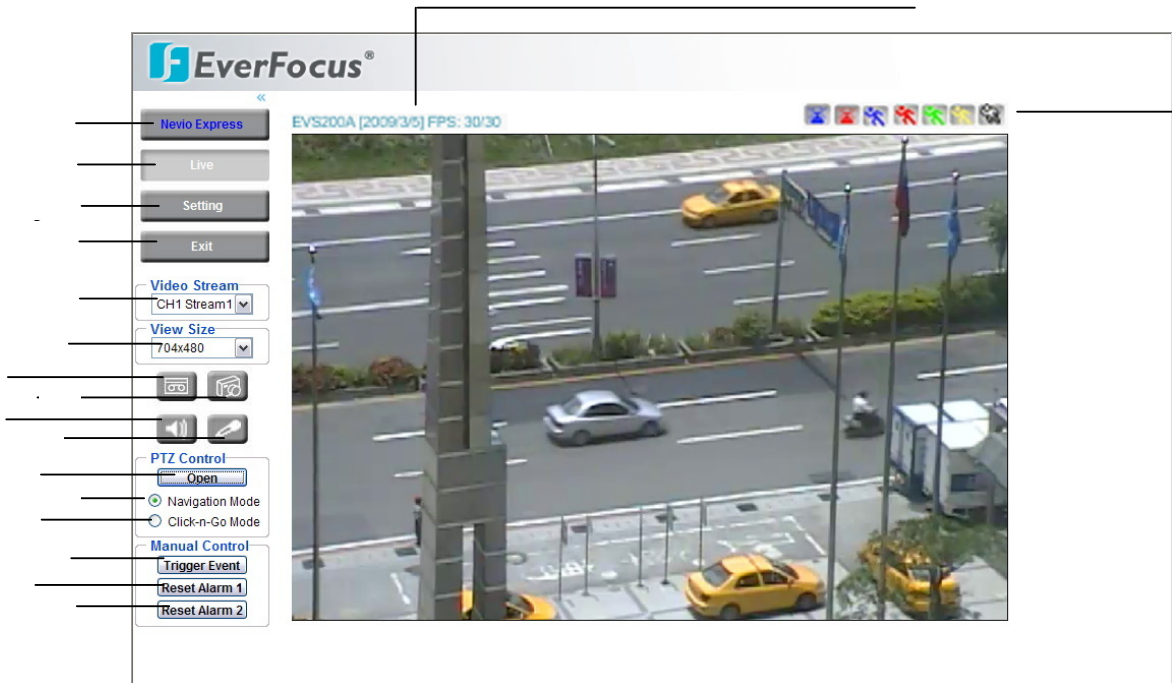 EverFocus®
«
Nevio Express
EVS200A [2009/3/5] FPS: 30/30
Live
Setting
Exit
Video Stream
CH1 Stream1
View Size
704x480
PTZ Control
Open
Navigation Mode
Click-n-Go Mode
Manual Control
Trigger Event
Reset Alarm 1
Reset Alarm 2